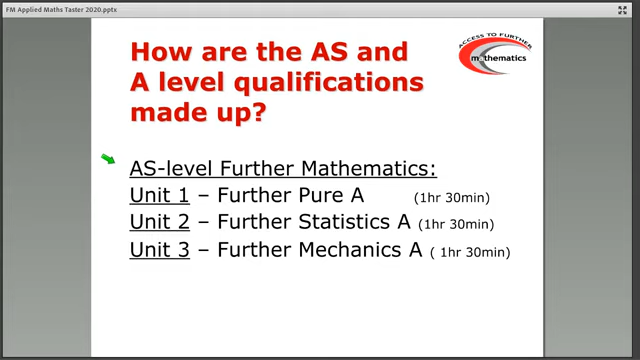 FM Applied Maths Taster 2020.pptx
How are the AS and
A level qualifications
made up?
ACCESS TO FURTHER
mathematics
AS-level Further Mathematics:
Unit 1 – Further Pure A (1hr 30min)
Unit 2 – Further Statistics A (1hr 30min)
Unit 3 – Further Mechanics A ( 1hr 30min)